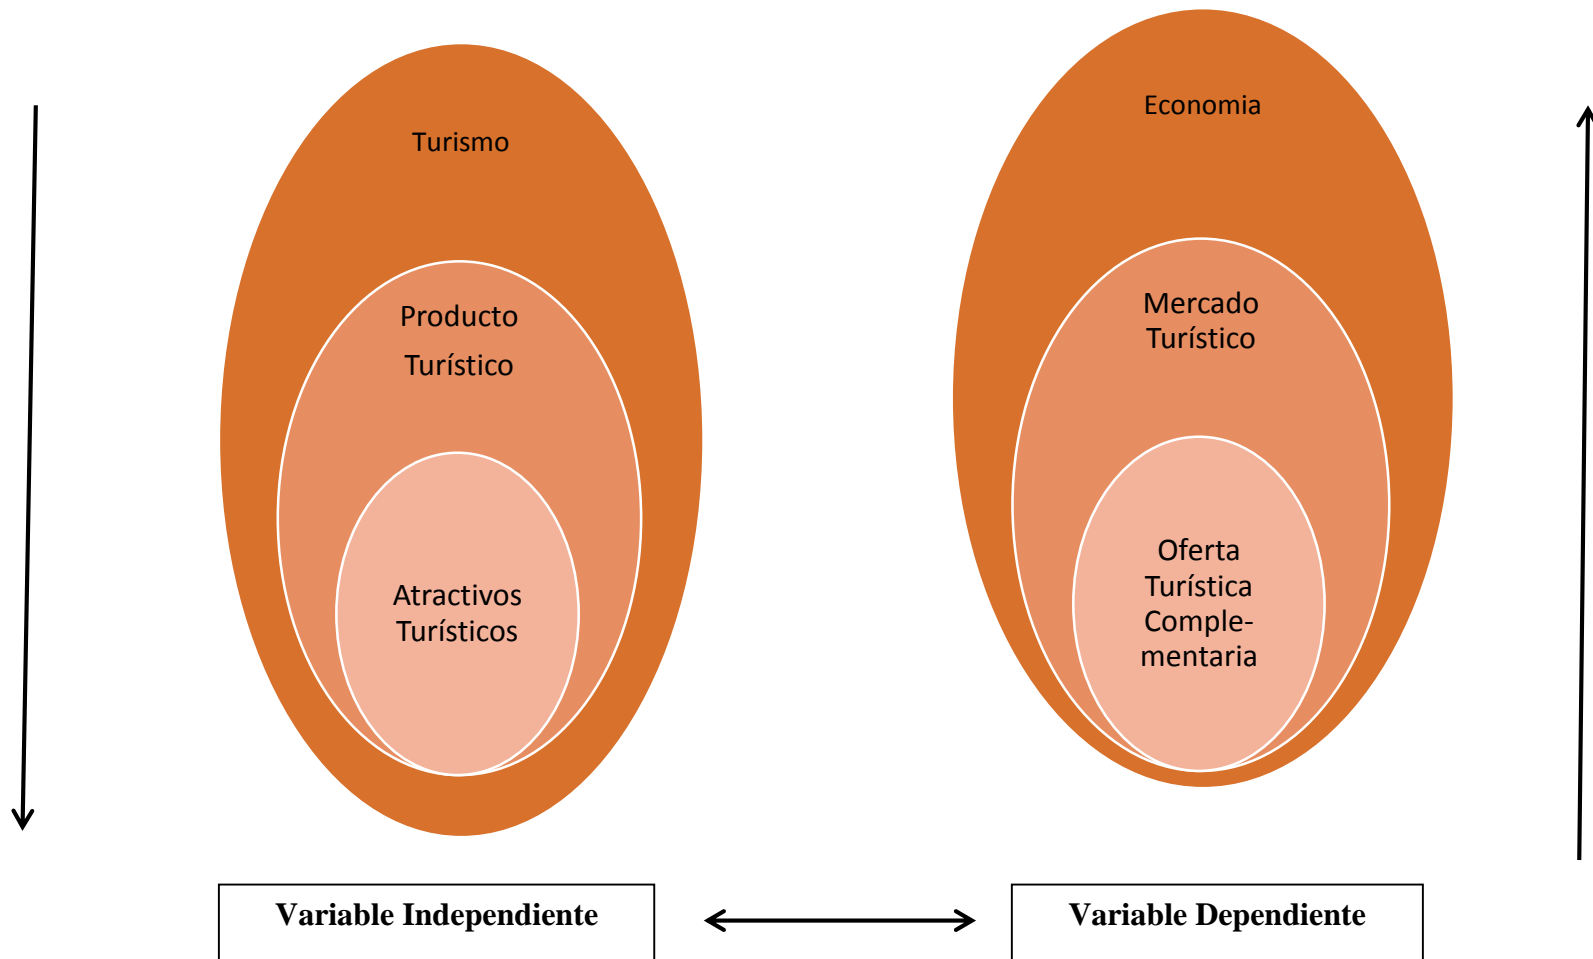 Turismo
Producto
Turístico
Atractivos
Turísticos
Economia
Mercado
Turístico
Oferta
Turística
Comple-
mentaria
Variable Independiente
Variable Dependiente